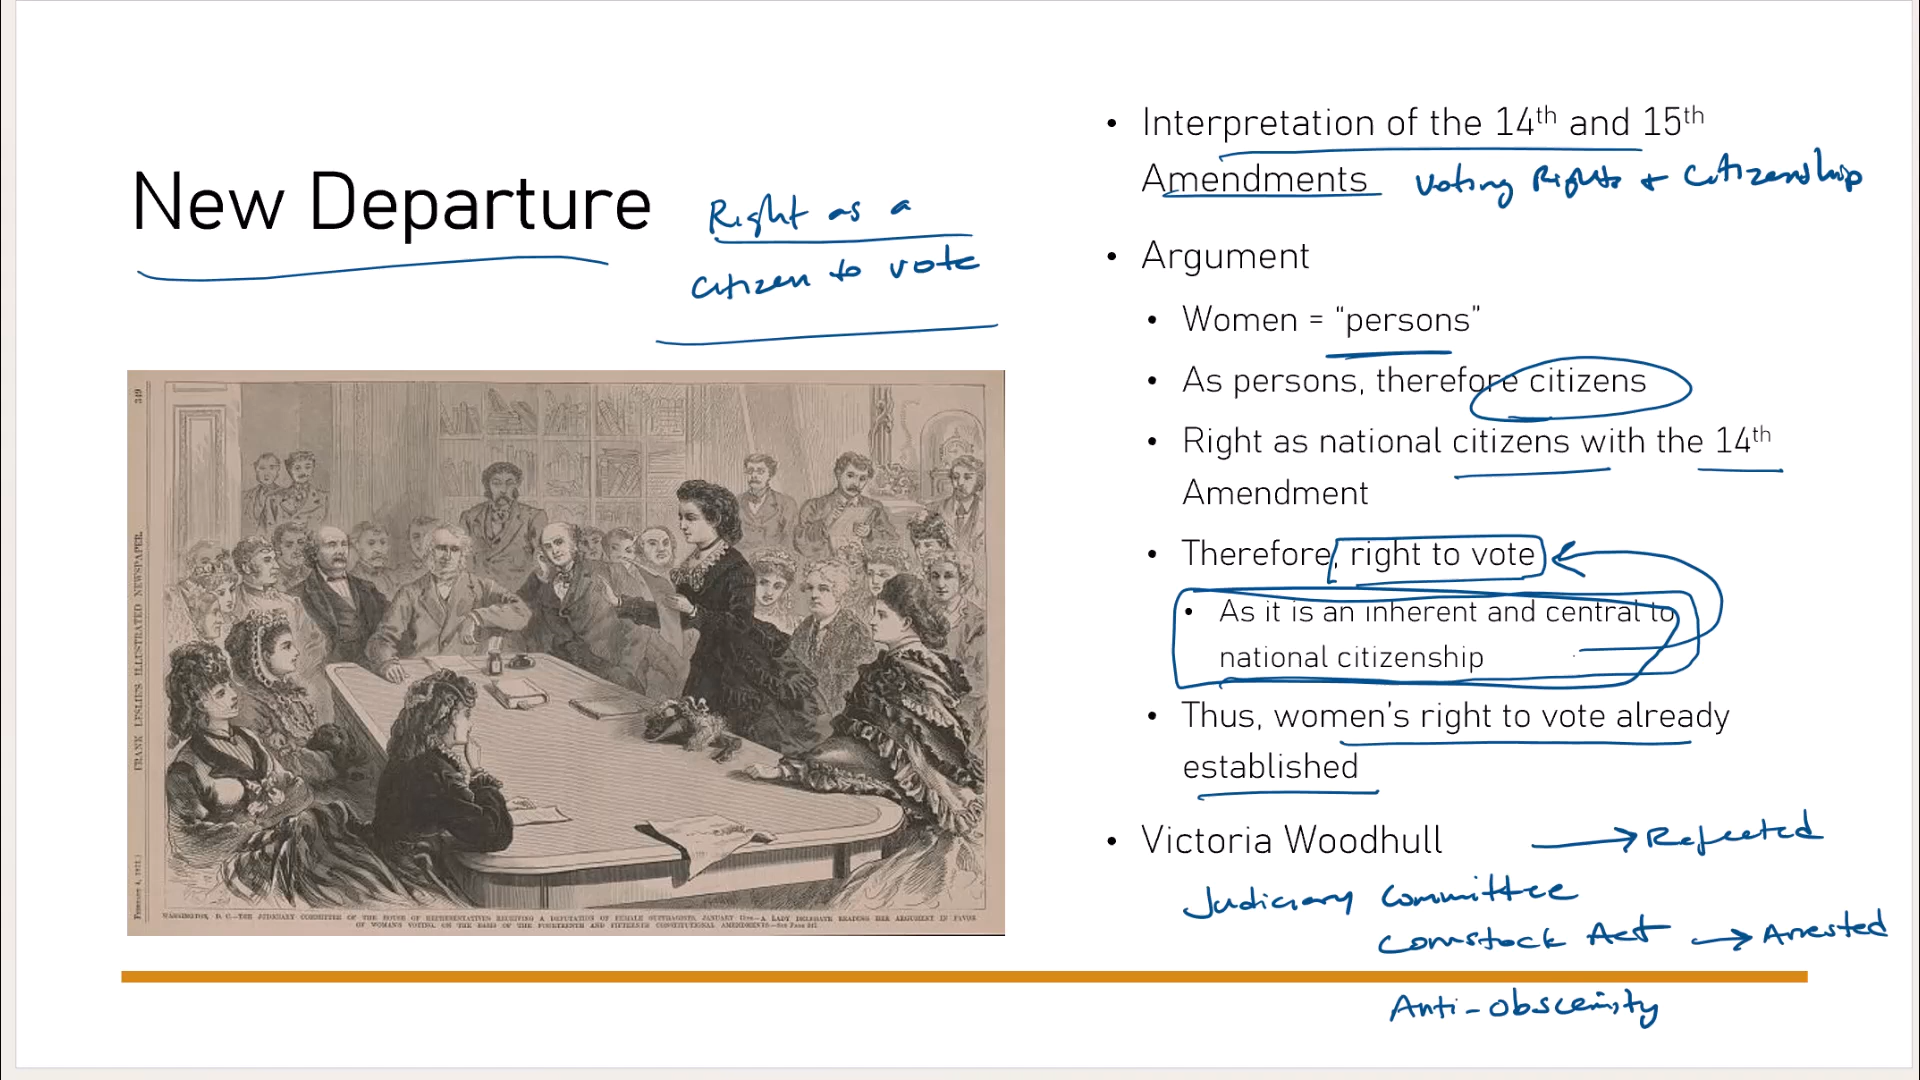 New Departure
Right as a
citizen to vote
• Interpretation of the 14th and 15th
Amendments Voting Rights + Citizenship
• Argument
• Women = “persons”
• As persons, therefore citizens
• Right as national citizens with the 14th
Amendment
• Therefore, right to vote
• As it is an inherent and central to
national citizenship
• Thus, women’s right to vote already
established
• Victoria Woodhull → Rejected
Judiciary Committee
Comstock Act → Arrested
Anti-obscenity
349
FRANK LESLIE'S ILLUSTRATED NEWSPAPER.
WASHINGTON, D. C.—THE JUDICIARY COMMITTEE OF THE HOUSE OF REPRESENTATIVES RECEIVING A DEPUTATION OF FEMALE SUFFRAGISTS, JANUARY 11TH—A LADY DELEGATE READING HER ARGUMENT IN FAVOR
OF WOMAN'S VOTING, ON THE BASIS OF THE FOURTEENTH AND FIFTEENTH CONSTITUTIONAL AMENDMENTS.—SEE PAGE